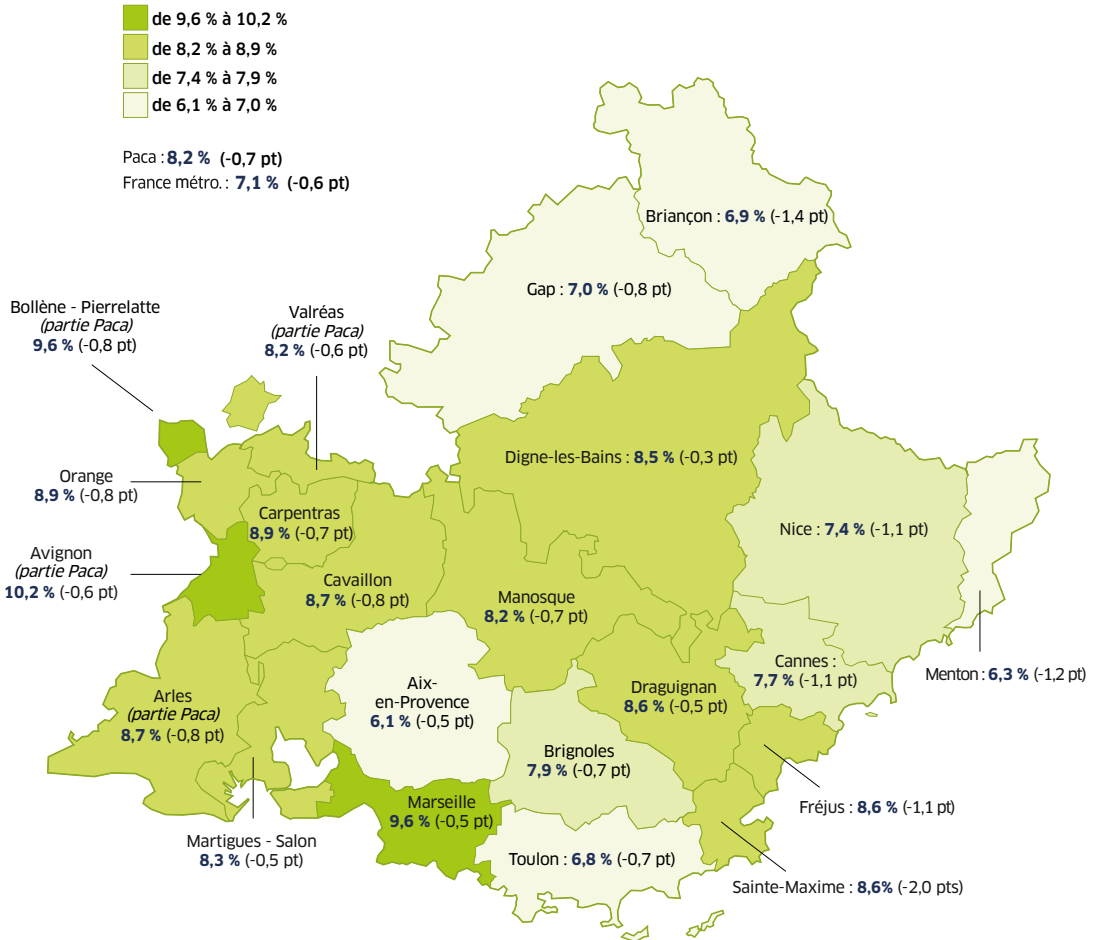 de 9,6 % à 10,2 %
de 8,2 % à 8,9 %
de 7,4 % à 7,9 %
de 6,1 % à 7,0 %
Paca : 8,2 % (-0,7 pt)
France métro. : 7,1 % (-0,6 pt)
Briançon : 6,9 % (-1,4 pt)
Gap : 7,0 % (-0,8 pt)
Bollène - Pierrelatte
(partie Paca)
9,6 % (-0,8 pt)
Valréas
(partie Paca)
8,2 % (-0,6 pt)
Digne-les-Bains : 8,5 % (-0,3 pt)
Orange
8,9 % (-0,8 pt)
Carpentras
8,9 % (-0,7 pt)
Nice : 7,4 % (-1,1 pt)
Avignon
(partie Paca)
10,2 % (-0,6 pt)
Cavaillon
8,7 % (-0,8 pt)
Manosque
8,2 % (-0,7 pt)
Cannes :
7,7 % (-1,1 pt)
Menton : 6,3 % (-1,2 pt)
Aix-
en-Provence
6,1 % (-0,5 pt)
Draguignan
8,6 % (-0,5 pt)
Arles
(partie Paca)
8,7 % (-0,8 pt)
Brignoles
7,9 % (-0,7 pt)
Marseille
9,6 % (-0,5 pt)
Fréjus : 8,6 % (-1,1 pt)
Martigues - Salon
8,3 % (-0,5 pt)
Toulon : 6,8 % (-0,7 pt)
Sainte-Maxime : 8,6% (-2,0 pts)